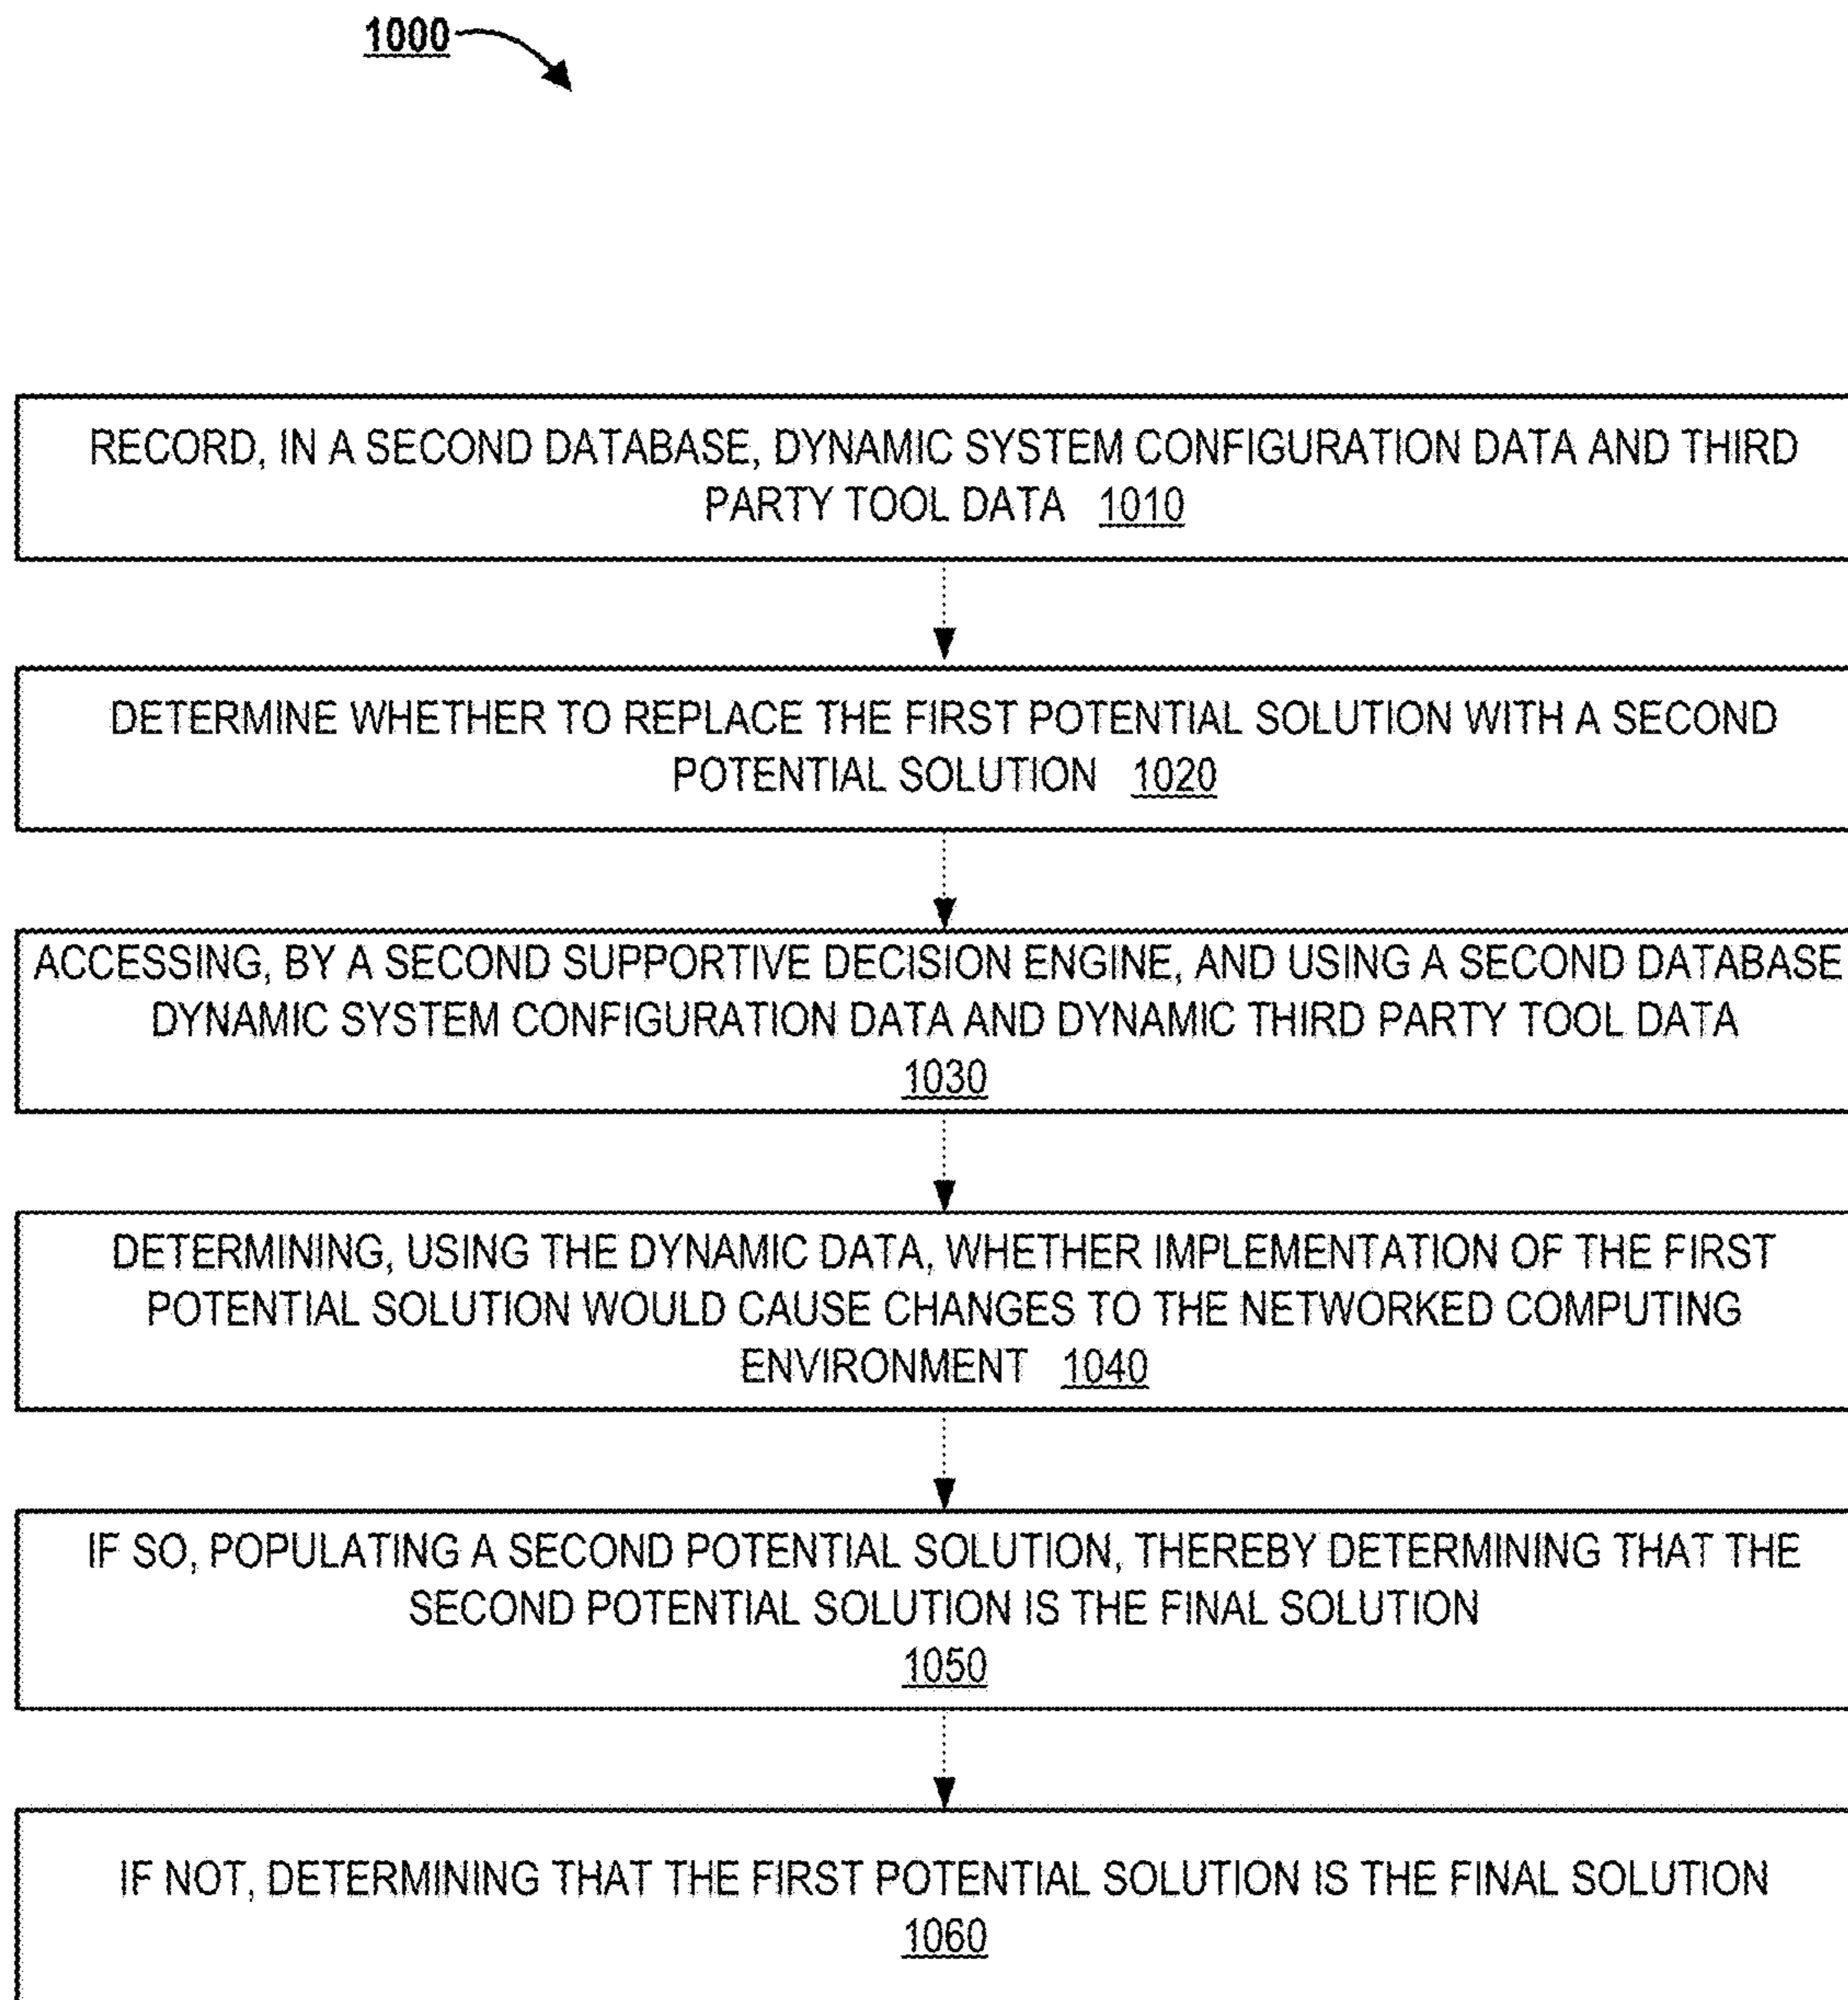 1000
RECORD, IN A SECOND DATABASE, DYNAMIC SYSTEM CONFIGURATION DATA AND THIRD
PARTY TOOL DATA 1010
DETERMINE WHETHER TO REPLACE THE FIRST POTENTIAL SOLUTION WITH A SECOND
POTENTIAL SOLUTION 1020
ACCESSING, BY A SECOND SUPPORTIVE DECISION ENGINE, AND USING A SECOND DATABASE
DYNAMIC SYSTEM CONFIGURATION DATA AND DYNAMIC THIRD PARTY TOOL DATA
1030
DETERMINING, USING THE DYNAMIC DATA, WHETHER IMPLEMENTATION OF THE FIRST
POTENTIAL SOLUTION WOULD CAUSE CHANGES TO THE NETWORKED COMPUTING
ENVIRONMENT 1040
IF SO, POPULATING A SECOND POTENTIAL SOLUTION, THEREBY DETERMINING THAT THE
SECOND POTENTIAL SOLUTION IS THE FINAL SOLUTION
1050
IF NOT, DETERMINING THAT THE FIRST POTENTIAL SOLUTION IS THE FINAL SOLUTION
1060